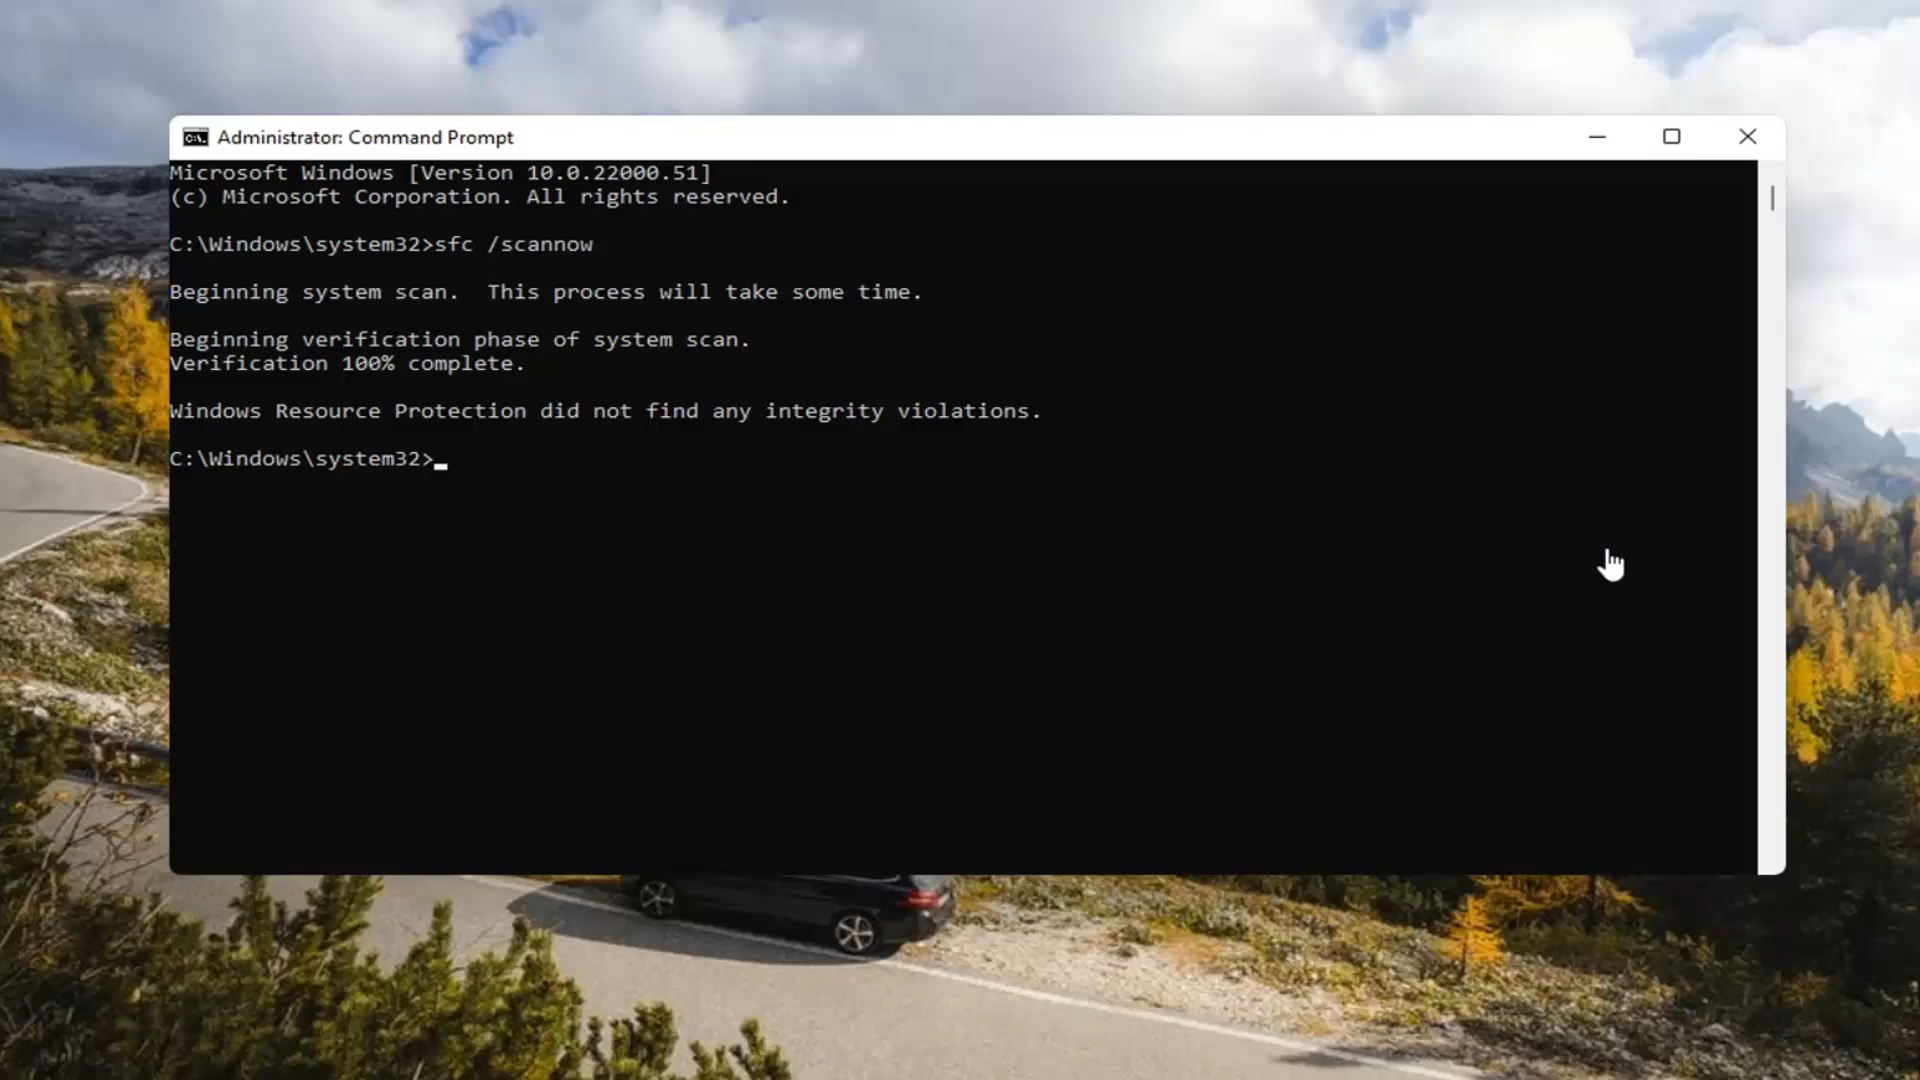 Administrator: Command Prompt
Microsoft Windows [Version 10.0.22000.51]
(c) Microsoft Corporation. All rights reserved.
C:\Windows\system32>sfc /scannow
Beginning system scan.  This process will take some time.
Beginning verification phase of system scan.
Verification 100% complete.
Windows Resource Protection did not find any integrity violations.
C:\Windows\system32>